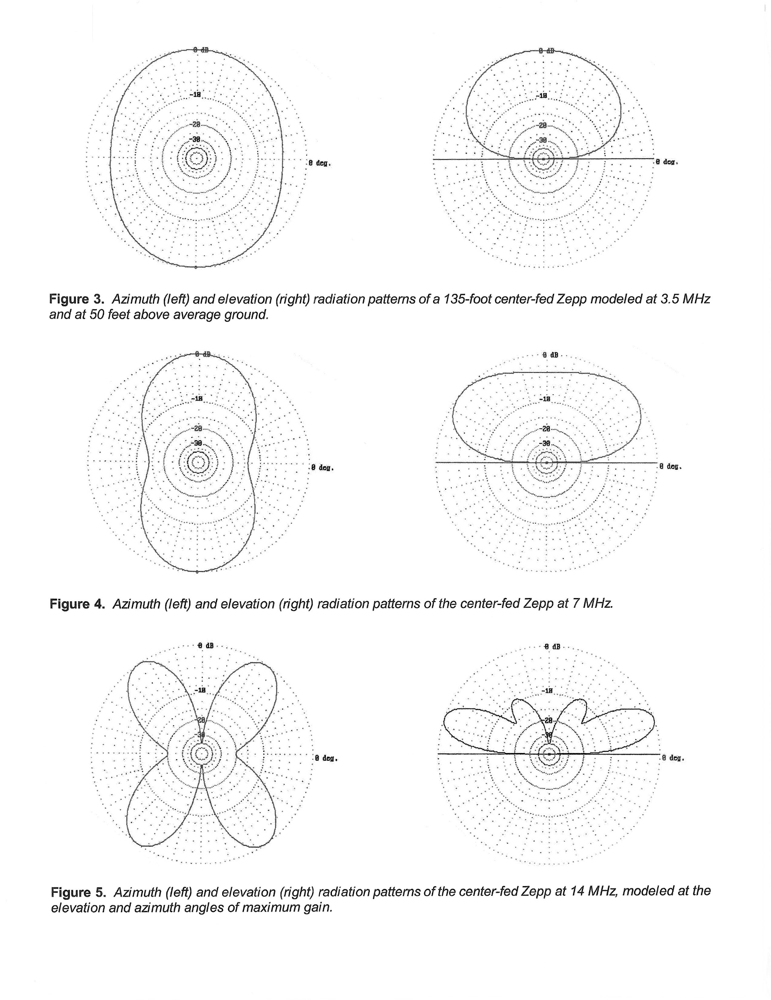 0 dB
0 dB
-10
-10
-20
-20
-30
-30
0 deg.
0 deg.
Figure 3. Azimuth (left) and elevation (right) radiation patterns of a 135-foot center-fed Zepp modeled at 3.5 MHz
and at 50 feet above average ground.
0 dB
0 dB
-10
-10
-20
-20
-30
-30
0 deg.
0 deg.
Figure 4. Azimuth (left) and elevation (right) radiation patterns of the center-fed Zepp at 7 MHz.
0 dB
0 dB
-10
-10
-20
-20
-30
-30
0 deg.
0 deg.
Figure 5. Azimuth (left) and elevation (right) radiation patterns of the center-fed Zepp at 14 MHz, modeled at the
elevation and azimuth angles of maximum gain.